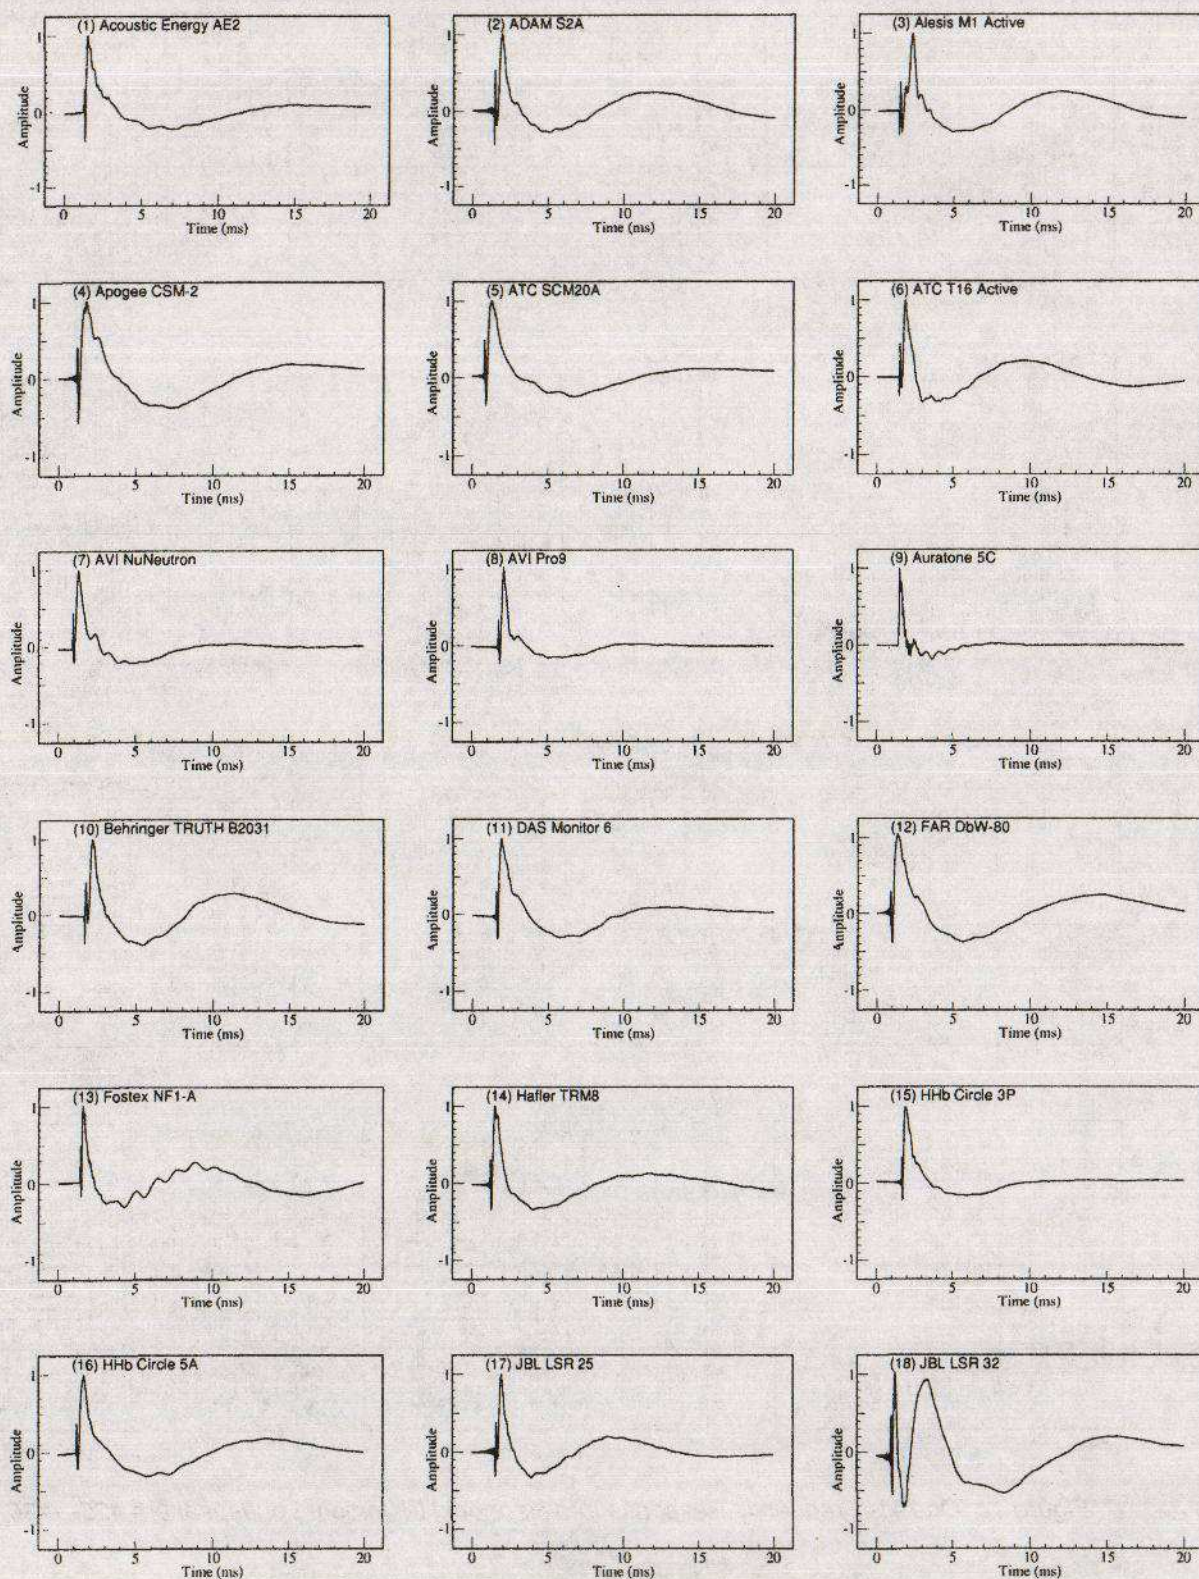 (1) Acoustic Energy AE2
Amplitude
1
0
-1
0 5 10 15 20
Time (ms)
(2) ADAM S2A
Amplitude
1
0
-1
0 5 10 15 20
Time (ms)
(3) Alesis M1 Active
Amplitude
1
0
-1
0 5 10 15 20
Time (ms)
(4) Apogee CSM-2
Amplitude
1
0
-1
0 5 10 15 20
Time (ms)
(5) ATC SCM20A
Amplitude
1
0
-1
0 5 10 15 20
Time (ms)
(6) ATC T16 Active
Amplitude
1
0
-1
0 5 10 15 20
Time (ms)
(7) AVI NuNeutron
Amplitude
1
0
-1
0 5 10 15 20
Time (ms)
(8) AVI Pro9
Amplitude
1
0
-1
0 5 10 15 20
Time (ms)
(9) Auratone 5C
Amplitude
1
0
-1
0 5 10 15 20
Time (ms)
(10) Behringer TRUTH B2031
Amplitude
1
0
-1
0 5 10 15 20
Time (ms)
(11) DAS Monitor 6
Amplitude
1
0
-1
0 5 10 15 20
Time (ms)
(12) FAR DbW-80
Amplitude
1
0
-1
0 5 10 15 20
Time (ms)
(13) Fostex NF1-A
Amplitude
1
0
-1
0 5 10 15 20
Time (ms)
(14) Hafler TRM8
Amplitude
1
0
-1
0 5 10 15 20
Time (ms)
(15) HHb Circle 3P
Amplitude
1
0
-1
0 5 10 15 20
Time (ms)
(16) HHb Circle 5A
Amplitude
1
0
-1
0 5 10 15 20
Time (ms)
(17) JBL LSR 25
Amplitude
1
0
-1
0 5 10 15 20
Time (ms)
(18) JBL LSR 32
Amplitude
1
0
-1
0 5 10 15 20
Time (ms)